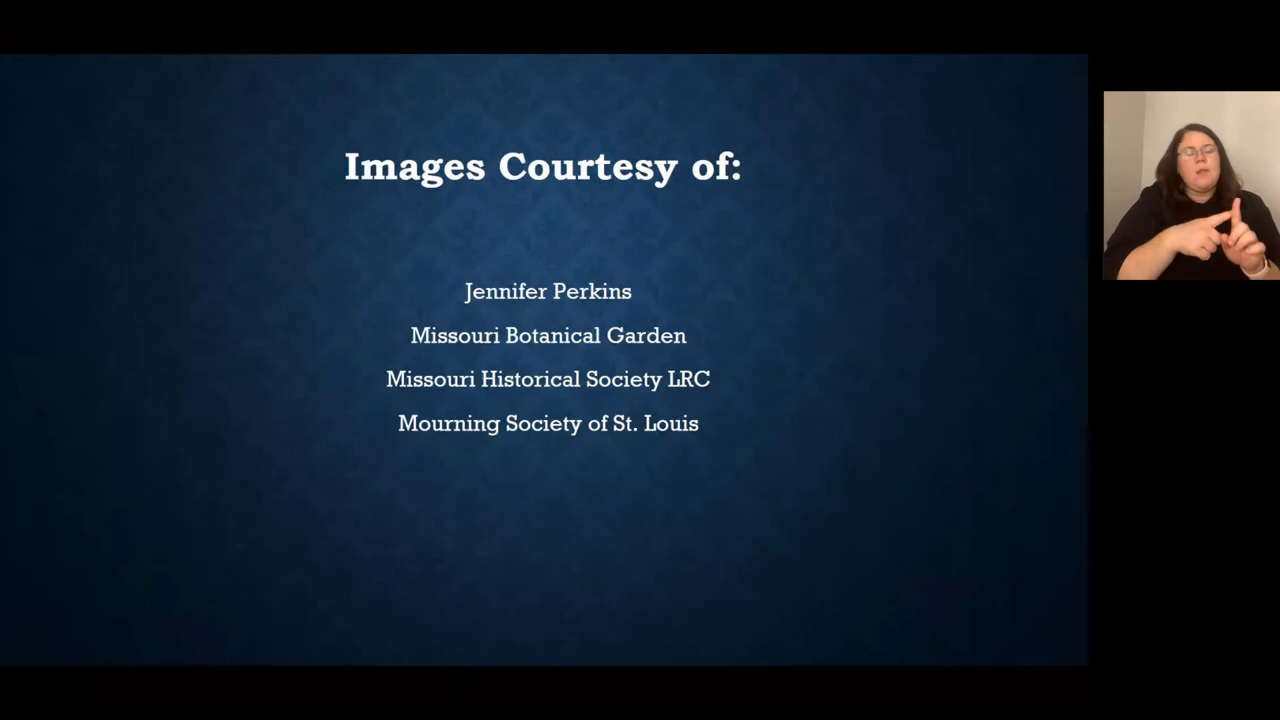 Images Courtesy of:
Jennifer Perkins
Missouri Botanical Garden
Missouri Historical Society LRC
Mourning Society of St. Louis